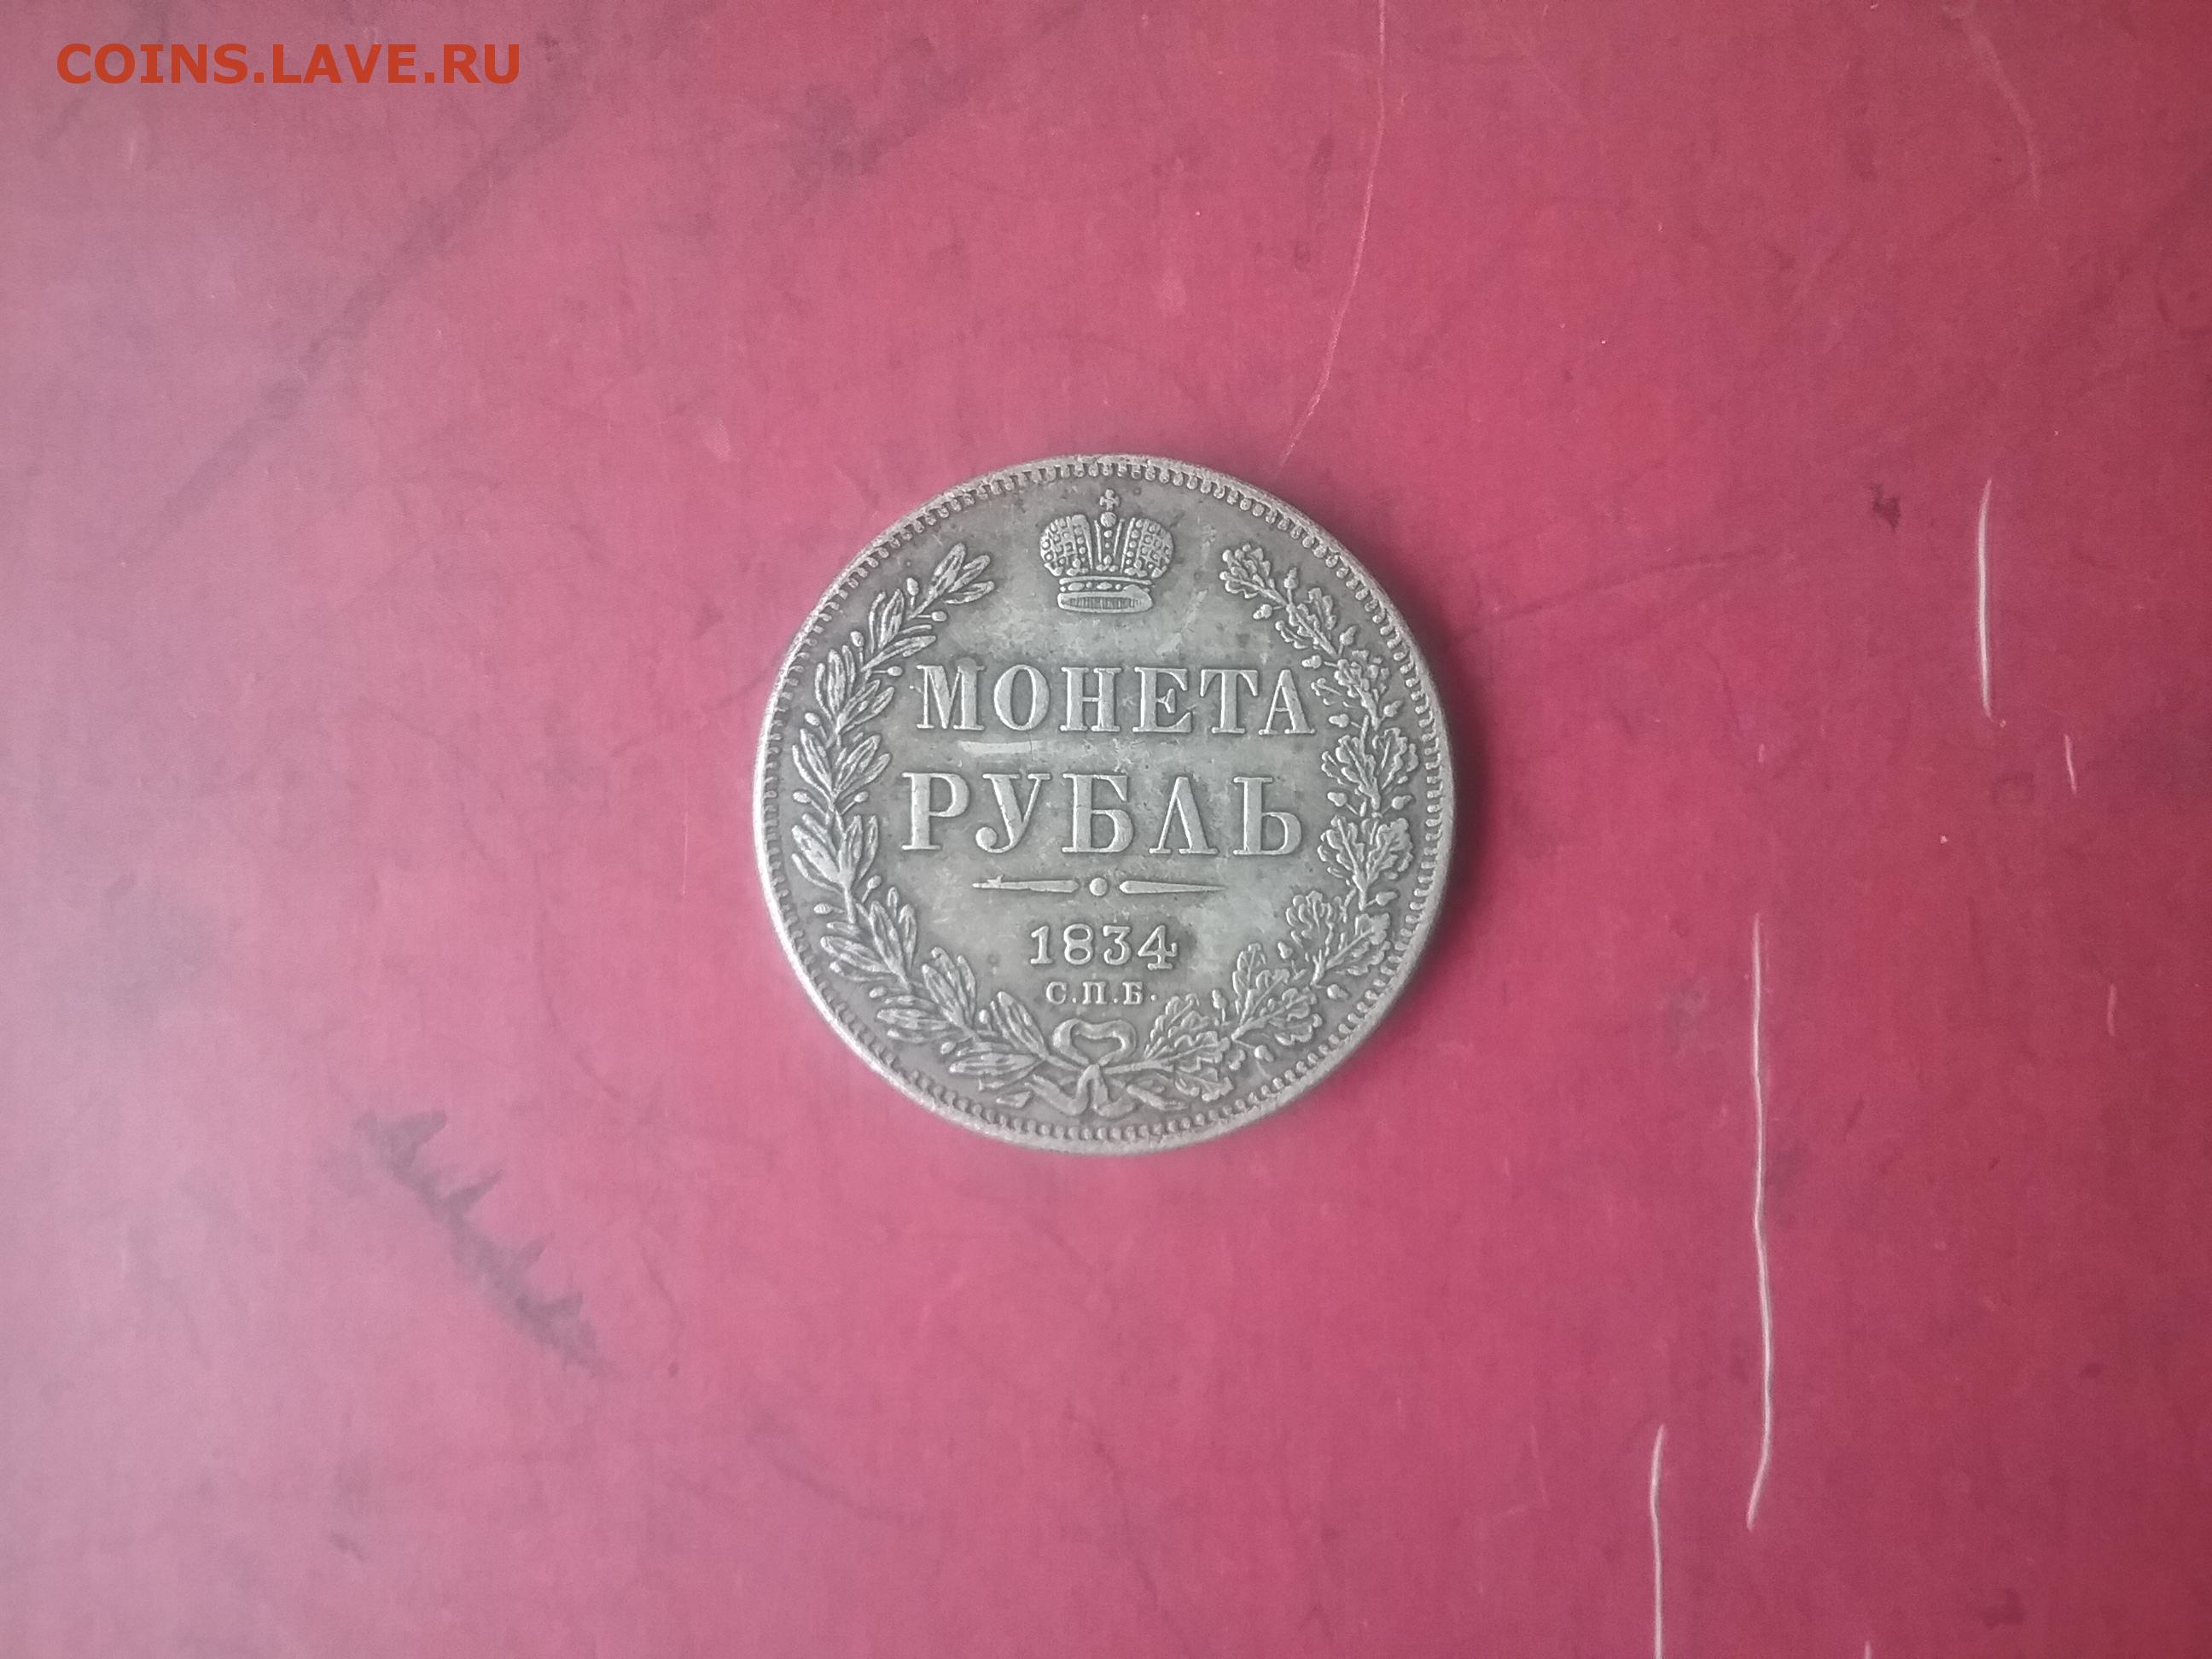 COINS.LAVE.RU
МОНЕТА
РУБЛЬ
1834
С.П.Б.